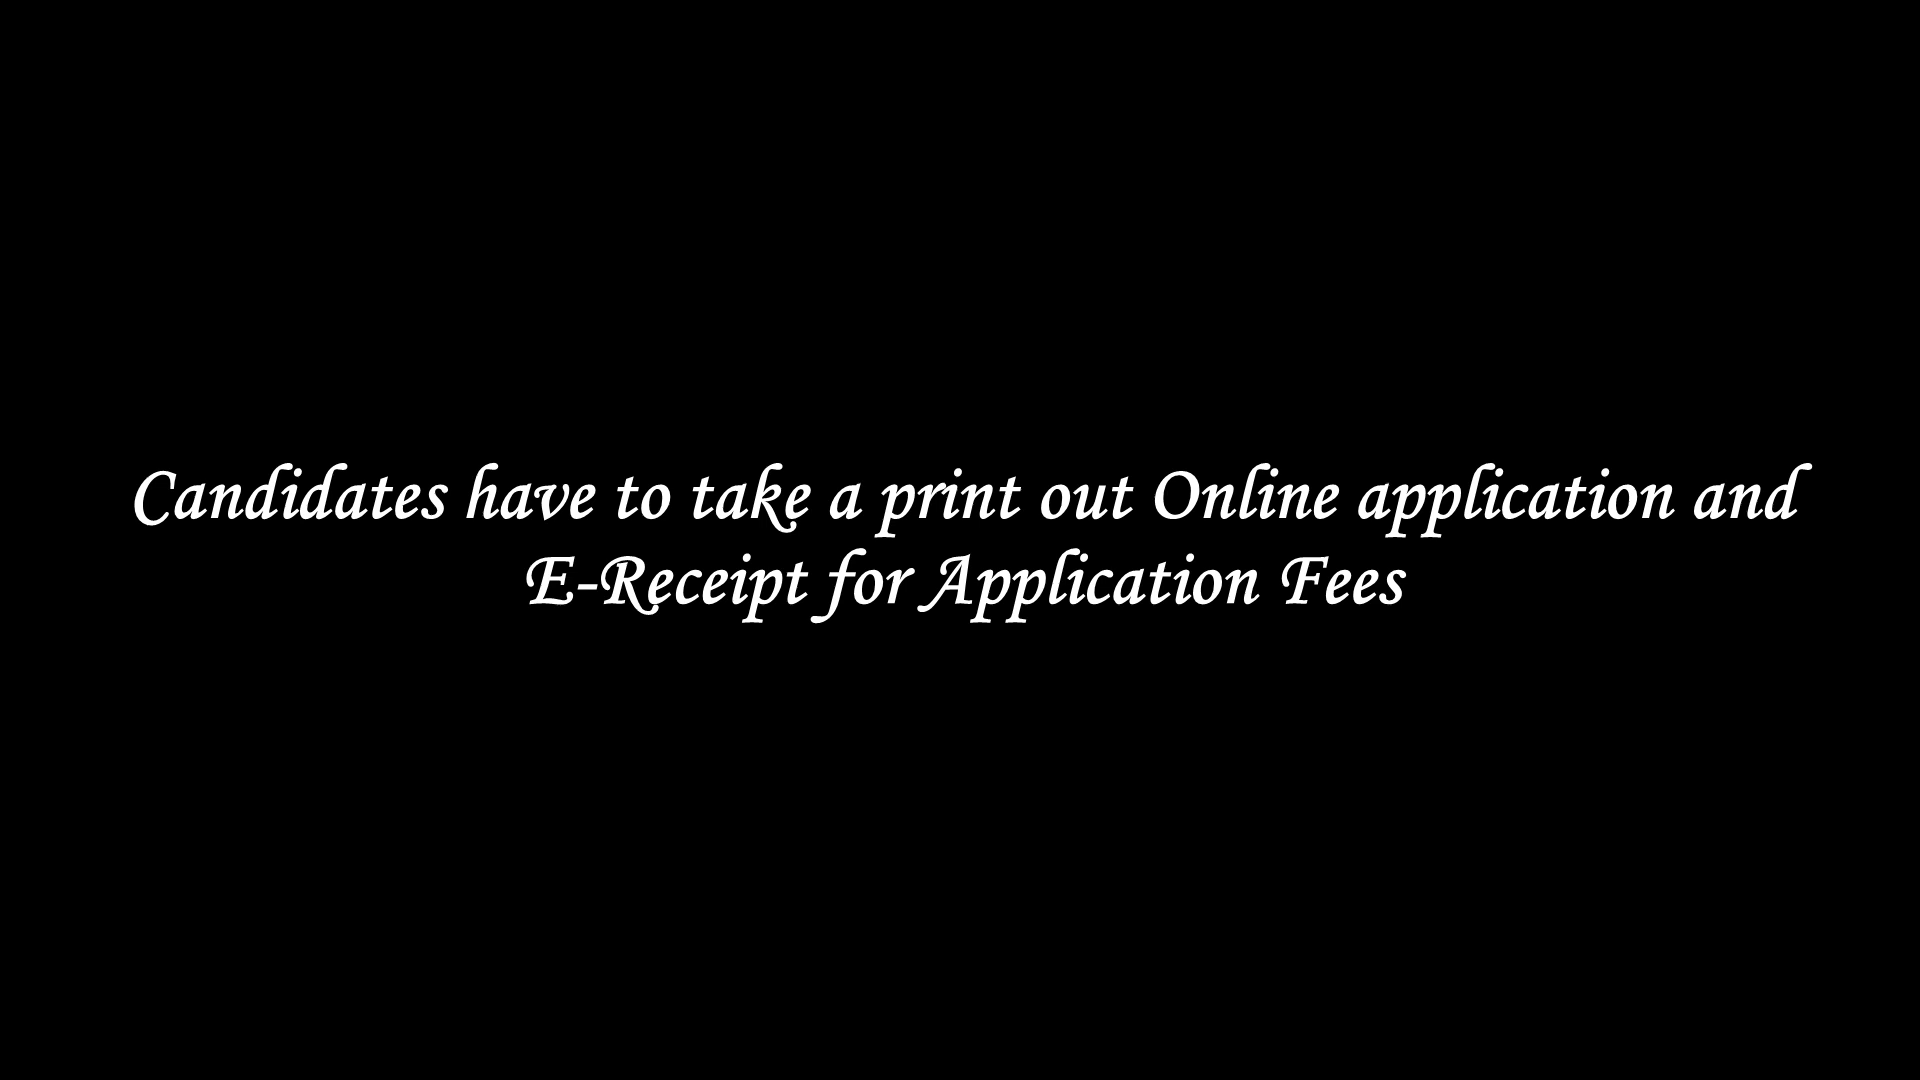 Candidates have to take a print out Online application and
E-Receipt for Application Fees